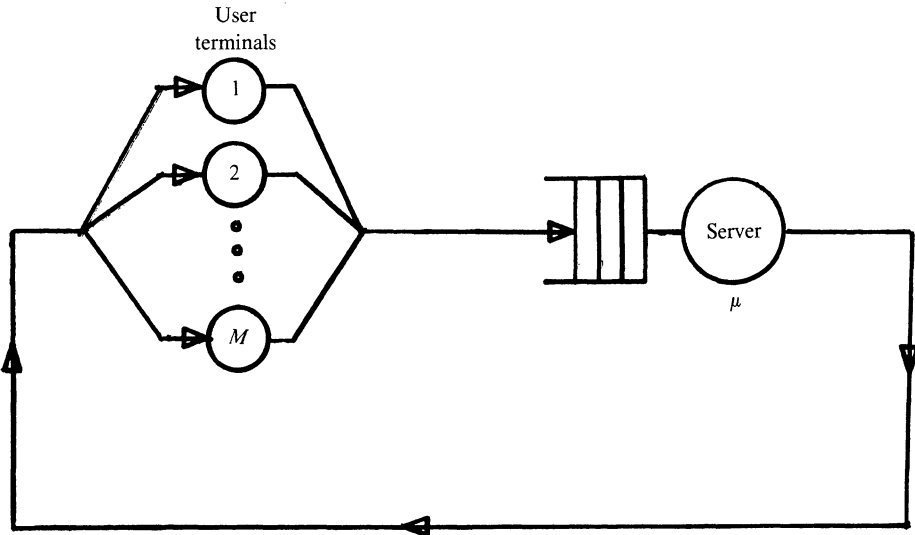 User
terminals
1
2
M
Server
μ